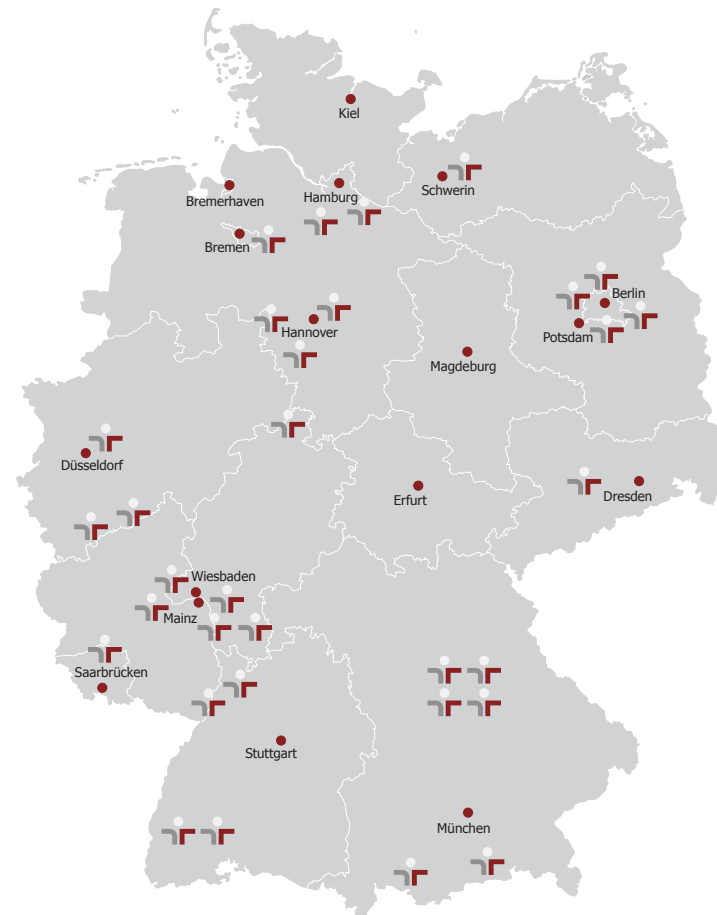 Kiel
Schwerin
Bremerhaven
Hamburg
Bremen
Berlin
Hannover
Potsdam
Magdeburg
Düsseldorf
Erfurt
Dresden
Wiesbaden
Mainz
Saarbrücken
Stuttgart
München